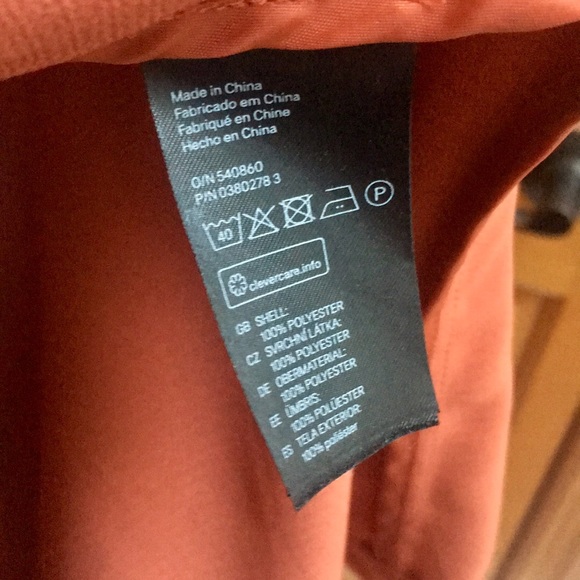 Made in China
Fabricado em China
Fabriqué en Chine
Hecho en China
O/N 540860
P/N 0380278 3
40 P
clevercare.info
GB SHELL:
100% POLYESTER
CZ SVRCHNÍ LÁTKA:
100% POLYESTER
DE OBERMATERIAL:
100% POLYESTER
EE ÜMBRIS:
100% POLÜESTER
ES TELA EXTERIOR:
100% poliéster